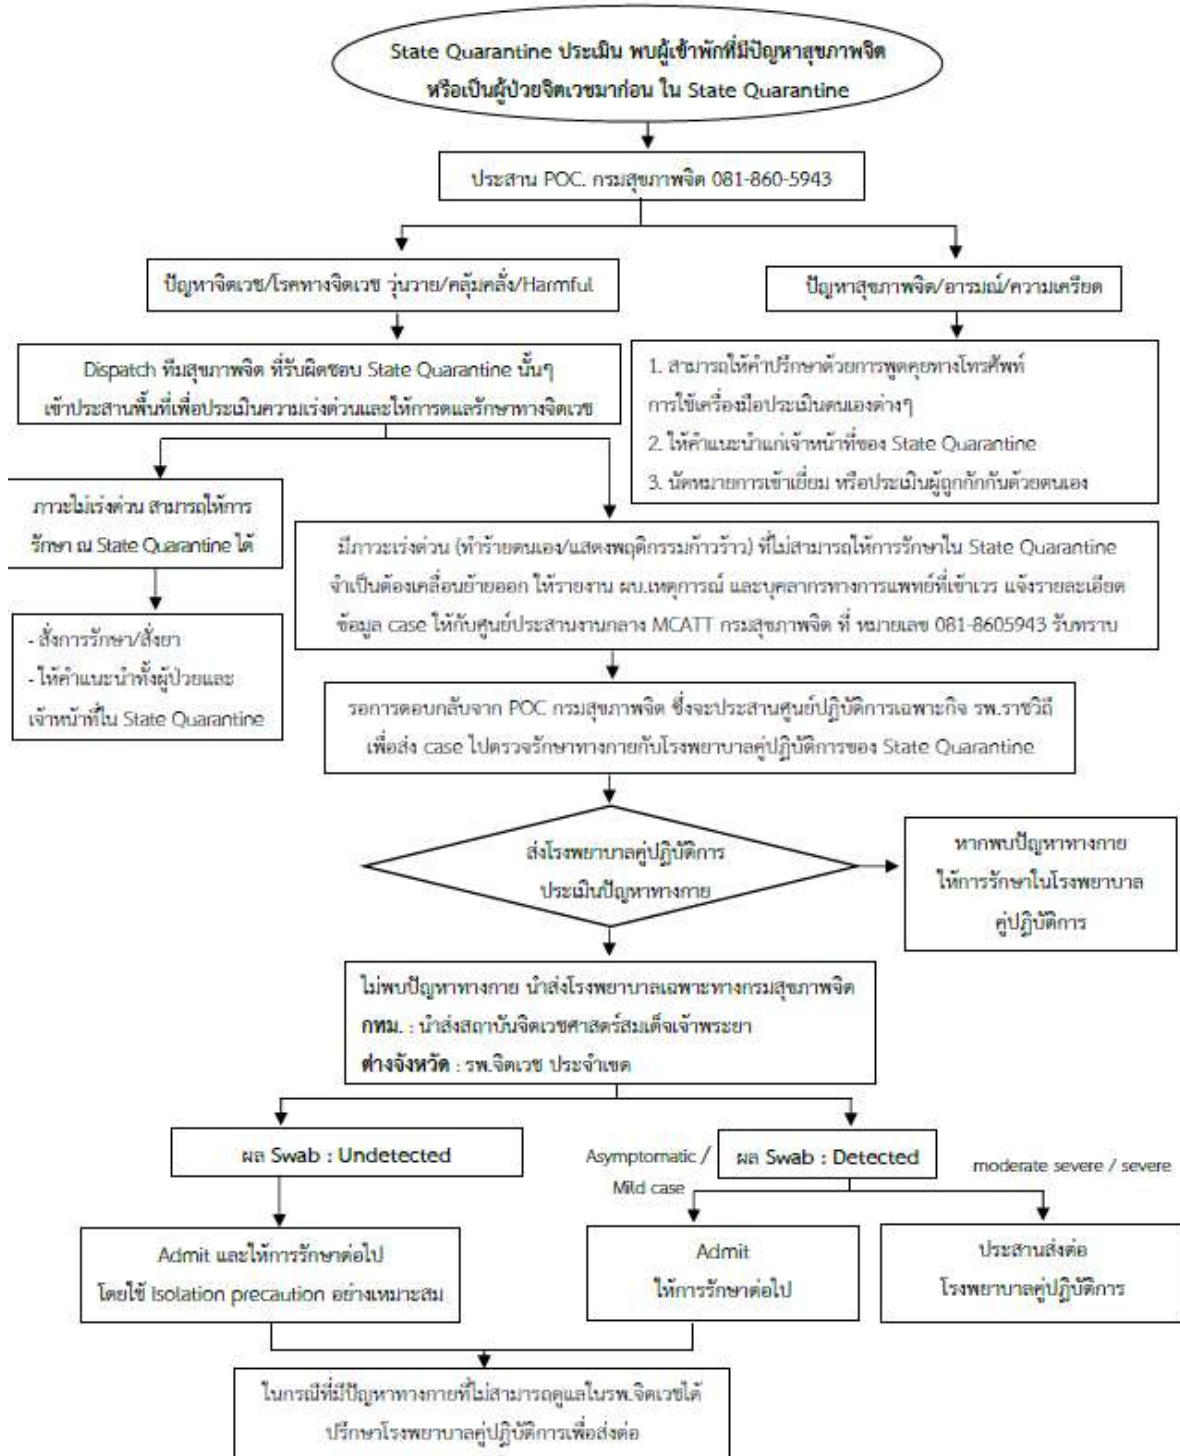 State Quarantine ประเมิน พบผู้เข้าพักที่มีปัญหาสุขภาพจิต
หรือเป็นผู้ป่วยจิตเวชมาก่อน ใน State Quarantine
ประสาน POC. กรมสุขภาพจิต 081-860-5943
ปัญหาจิตเวช/โรคทางจิตเวช วุ่นวาย/คลุ้มคลั่ง/Harmful
ปัญหาสุขภาพจิต/อารมณ์/ความเครียด
Dispatch ทีมสุขภาพจิต ที่รับผิดชอบ State Quarantine นั้นๆ
เข้าประสานพื้นที่เพื่อประเมินความเร่งด่วนและให้การดูแลรักษาทางจิตเวช
1. สามารถให้คำปรึกษาด้วยการพูดคุยทางโทรศัพท์
การใช้เครื่องมือประเมินตนเองต่างๆ
2. ให้คำแนะนำแก่เจ้าหน้าที่ของ State Quarantine
3. นัดหมายการเข้าเยี่ยม หรือประเมินผู้ถูกกักกันด้วยตนเอง
ภาวะไม่เร่งด่วน สามารถให้การ
รักษา ณ State Quarantine ได้
มีภาวะเร่งด่วน (ทำร้ายตนเอง/แสดงพฤติกรรมก้าวร้าว) ที่ไม่สามารถให้การรักษาใน State Quarantine
จำเป็นต้องเคลื่อนย้ายออก ให้รายงาน ผบ.เหตุการณ์ และบุคลากรทางการแพทย์ที่เข้าเวร แจ้งรายละเอียด
ข้อมูล case ให้กับศูนย์ประสานงานกลาง MCATT กรมสุขภาพจิต ที่ หมายเลข 081-8605943 รับทราบ
- สั่งการรักษา/สั่งยา
- ให้คำแนะนำทั้งผู้ป่วยและ
เจ้าหน้าที่ใน State Quarantine
รอการตอบกลับจาก POC กรมสุขภาพจิต ซึ่งจะประสานศูนย์ปฏิบัติการเฉพาะกิจ รพ.ราชวิถี
เพื่อส่ง case ไปตรวจรักษาทางกายกับโรงพยาบาลคู่ปฏิบัติการของ State Quarantine
ส่งโรงพยาบาลคู่ปฏิบัติการ
ประเมินปัญหาทางกาย
หากพบปัญหาทางกาย
ให้การรักษาในโรงพยาบาล
คู่ปฏิบัติการ
ไม่พบปัญหาทางกาย นำส่งโรงพยาบาลเฉพาะทางกรมสุขภาพจิต
กทม. : นำส่งสถาบันจิตเวชศาสตร์สมเด็จเจ้าพระยา
ต่างจังหวัด : รพ.จิตเวช ประจำเขต
ผล Swab : Undetected
Asymptomatic /
Mild case
ผล Swab : Detected
moderate severe / severe
Admit และให้การรักษาต่อไป
โดยใช้ Isolation precaution อย่างเหมาะสม
Admit
ให้การรักษาต่อไป
ประสานส่งต่อ
โรงพยาบาลคู่ปฏิบัติการ
ในกรณีที่มีปัญหาทางกายที่ไม่สามารถดูแลในรพ.จิตเวชได้
ปรึกษาโรงพยาบาลคู่ปฏิบัติการเพื่อส่งต่อ